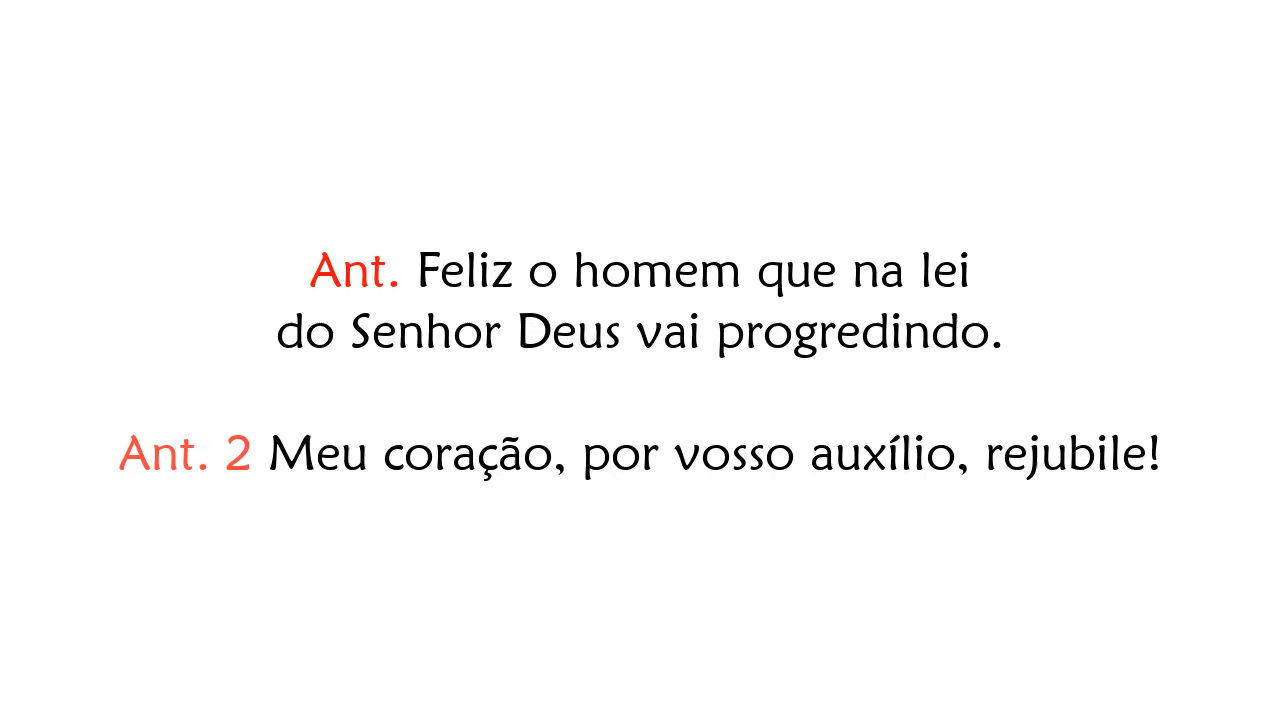 Ant. Feliz o homem que na lei
do Senhor Deus vai progredindo.
Ant. 2 Meu coração, por vosso auxílio, rejubile!